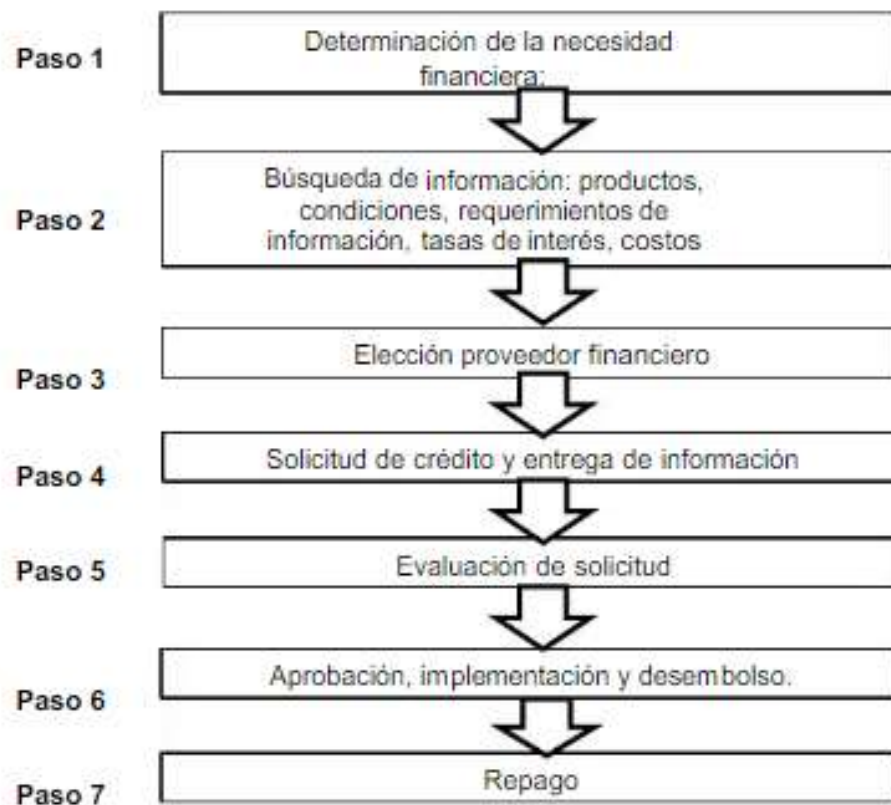 Paso 1
Determinación de la necesidad
financiera:
Paso 2
Búsqueda de información: productos,
condiciones, requerimientos de
información, tasas de interés, costos
Paso 3
Elección proveedor financiero
Paso 4
Solicitud de crédito y entrega de información
Paso 5
Evaluación de solicitud
Paso 6
Aprobación, implementación y desembolso.
Paso 7
Repago